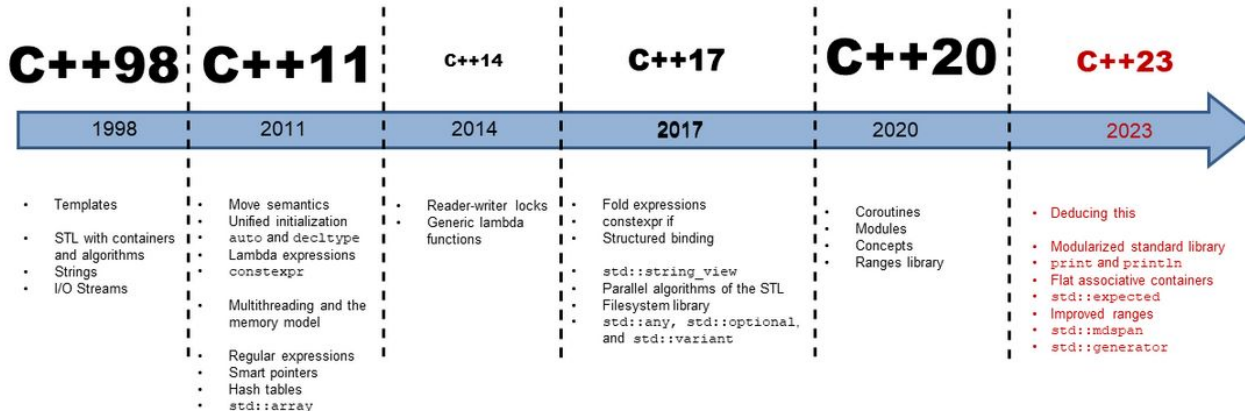 C++98
C++11
C++14
C++17
C++20
C++23
1998
2011
2014
2017
2020
2023
Templates
STL with containers
and algorithms
Strings
I/O Streams
Move semantics
Unified initialization
auto and decltype
Lambda expressions
constexpr
Multithreading and the
memory model
Regular expressions
Smart pointers
Hash tables
std::array
Reader-writer locks
Generic lambda
functions
Fold expressions
constexpr if
Structured binding
std::string_view
Parallel algorithms of the STL
Filesystem library
std::any, std::optional,
and std::variant
Coroutines
Modules
Concepts
Ranges library
Deducing this
Modularized standard library
print and println
Flat associative containers
std::expected
Improved ranges
std::mdspan
std::generator